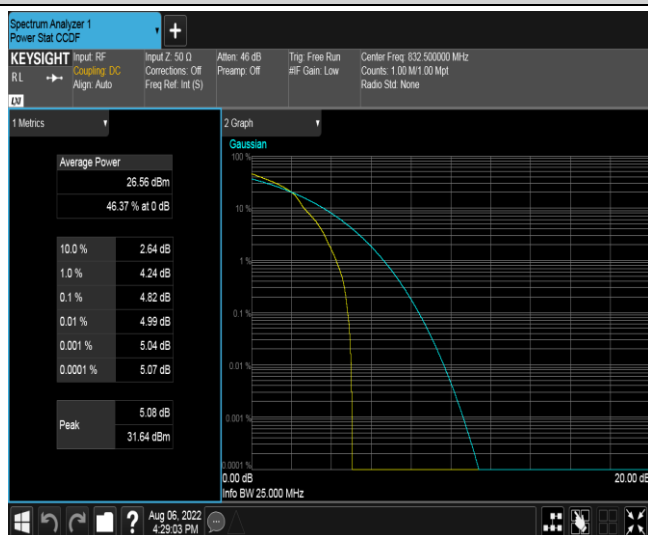 Spectrum Analyzer 1
Power Stat CCDF
+
KEYSIGHT
RL
LXI
Input: RF
Coupling: DC
Align: Auto
Input Z: 50 Ω
Corrections: Off
Freq Ref: Int (S)
Atten: 46 dB
Preamp: Off
Trig: Free Run
#IF Gain: Low
Center Freq: 832.500000 MHz
Counts: 1.00 M/1.00 Mpt
Radio Std: None
1 Metrics
Average Power
26.56 dBm
46.37 % at 0 dB
10.0 % 2.64 dB
1.0 % 4.24 dB
0.1 % 4.82 dB
0.01 % 4.99 dB
0.001 % 5.04 dB
0.0001 % 5.07 dB
Peak
5.08 dB
31.64 dBm
2 Graph
Gaussian
100 %
10 %
1 %
0.1 %
0.01 %
0.001 %
0.0001 %
0.00 dB 20.00 dB
Info BW 25.000 MHz
?
Aug 06, 2022
4:29:03 PM